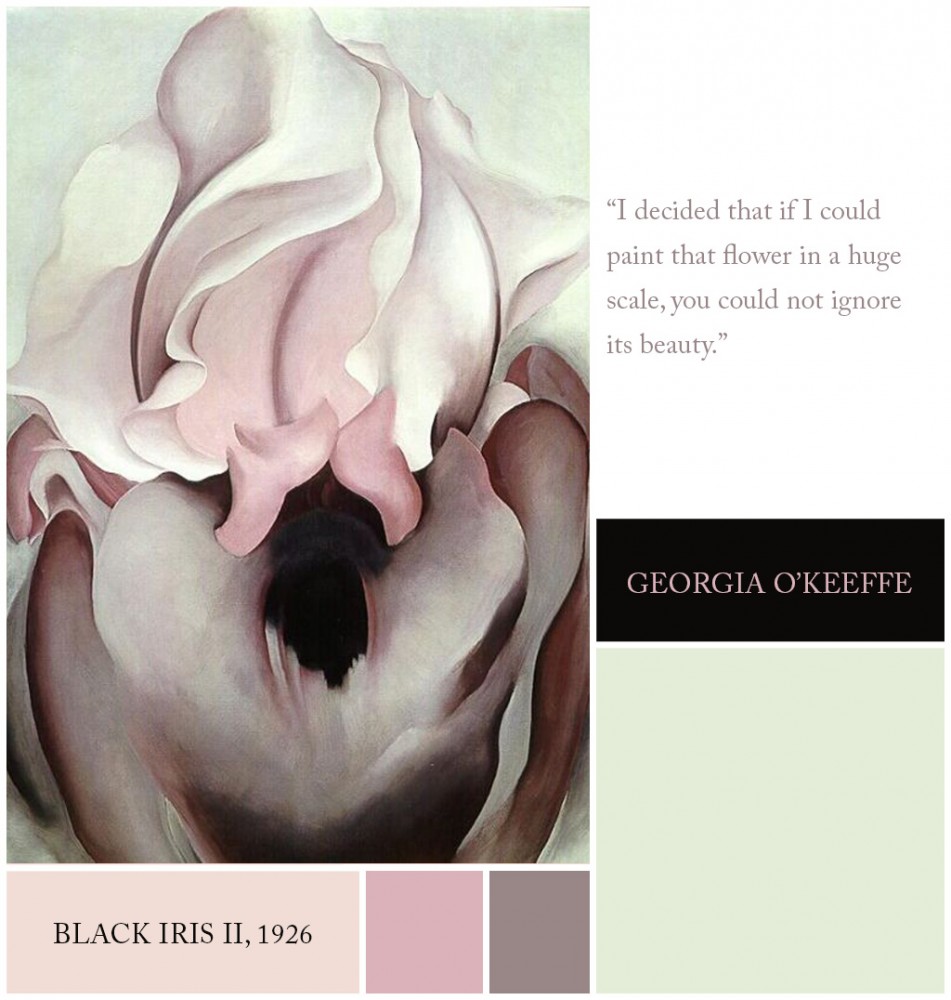 “I decided that if I could
paint that flower in a huge
scale, you could not ignore
its beauty.”
GEORGIA O’KEEFFE
BLACK IRIS II, 1926